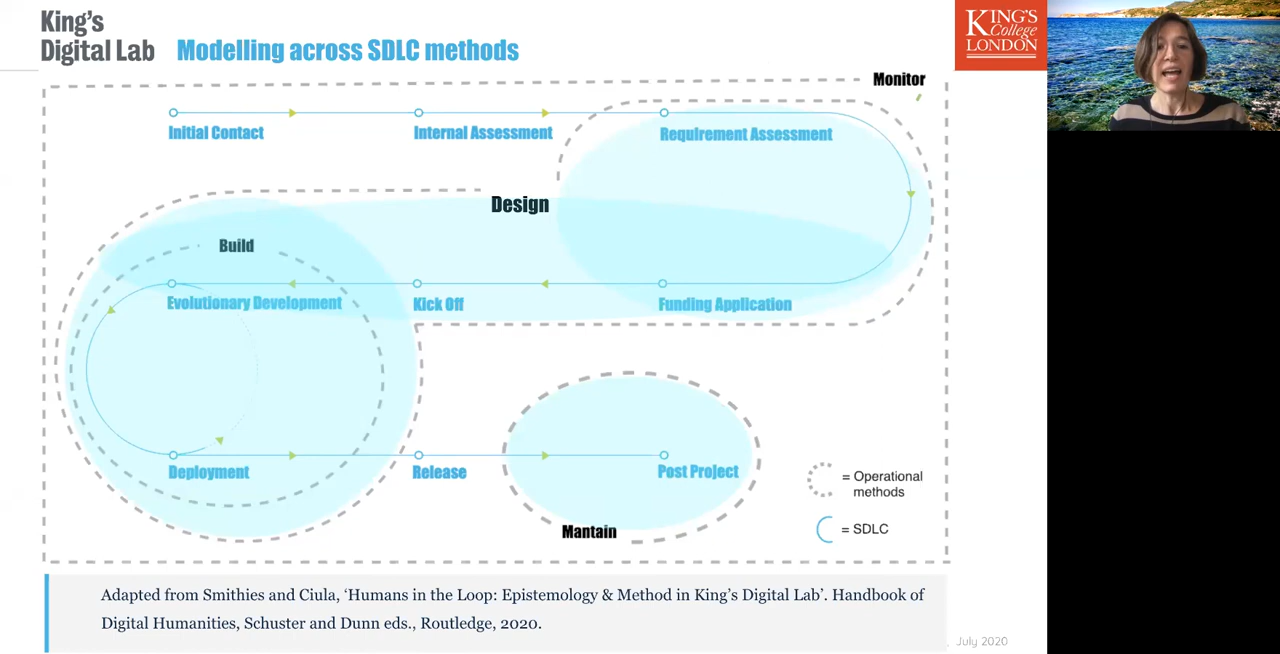 King's
Digital Lab
Modelling across SDLC methods
KING'S
College
LONDON
Monitor
Initial Contact
Internal Assessment
Requirement Assessment
Design
Build
Evolutionary Development
Kick Off
Funding Application
Deployment
Release
Post Project
Mantain
= Operational
methods
= SDLC
Adapted from Smithies and Ciula, ‘Humans in the Loop: Epistemology & Method in King’s Digital Lab’. Handbook of
Digital Humanities, Schuster and Dunn eds., Routledge, 2020.
July 2020